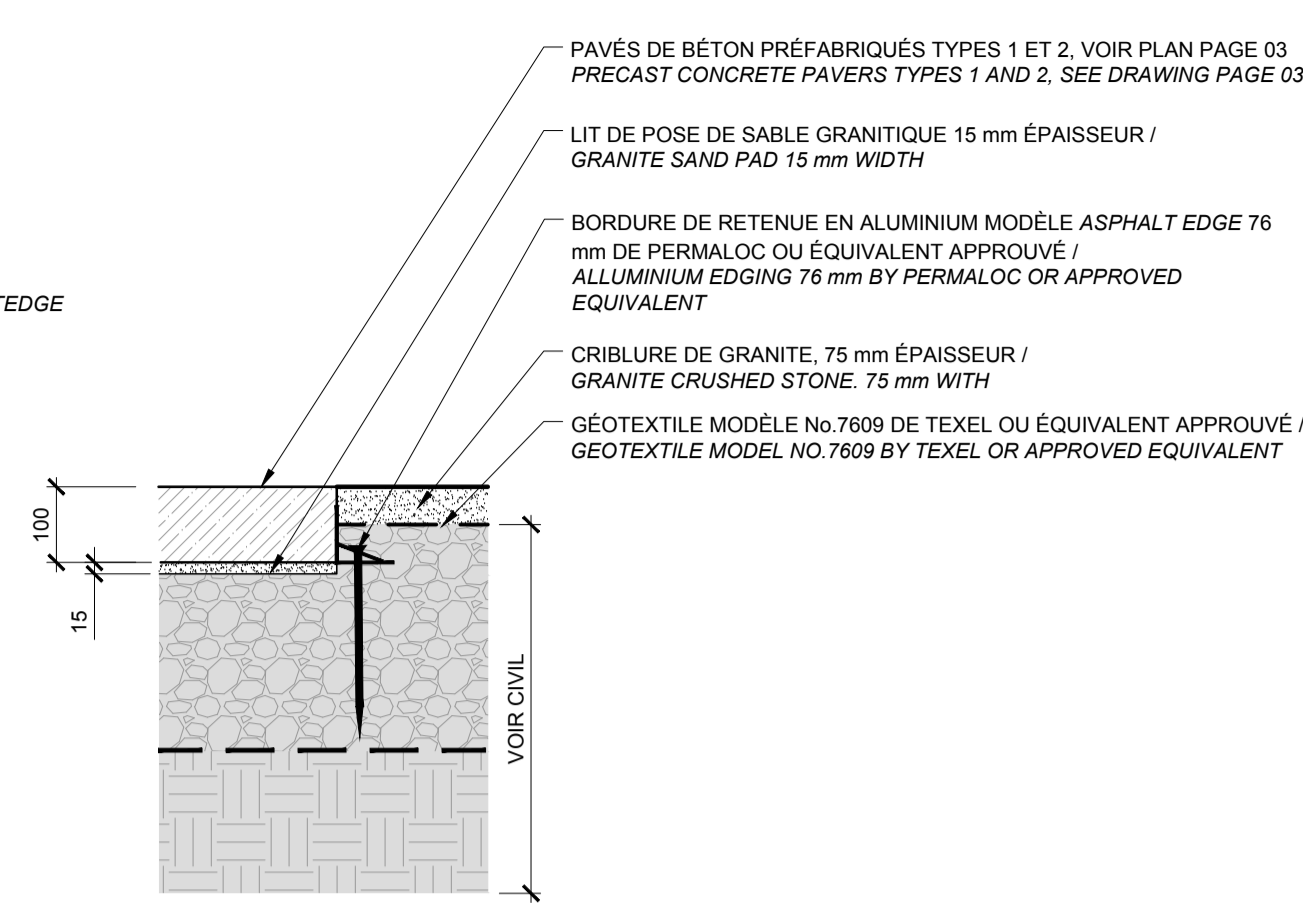 PAVÉS DE BÉTON PRÉFABRIQUÉS TYPES 1 ET 2, VOIR PLAN PAGE 03
PRECAST CONCRETE PAVERS TYPES 1 AND 2, SEE DRAWING PAGE 03
LIT DE POSE DE SABLE GRANITIQUE 15 mm ÉPAISSEUR /
GRANITE SAND PAD 15 mm WIDTH
BORDURE DE RETENUE EN ALUMINIUM MODÈLE ASPHALT EDGE 76
mm DE PERMALOC OU ÉQUIVALENT APPROUVÉ /
ALLUMINIUM EDGING 76 mm BY PERMALOC OR APPROVED
EQUIVALENT
TEDGE
CRIBLURE DE GRANITE, 75 mm ÉPAISSEUR /
GRANITE CRUSHED STONE. 75 mm WITH
GÉOTEXTILE MODÈLE No.7609 DE TEXEL OU ÉQUIVALENT APPROUVÉ /
GEOTEXTILE MODEL NO.7609 BY TEXEL OR APPROVED EQUIVALENT
100
15
VOIR CIVIL